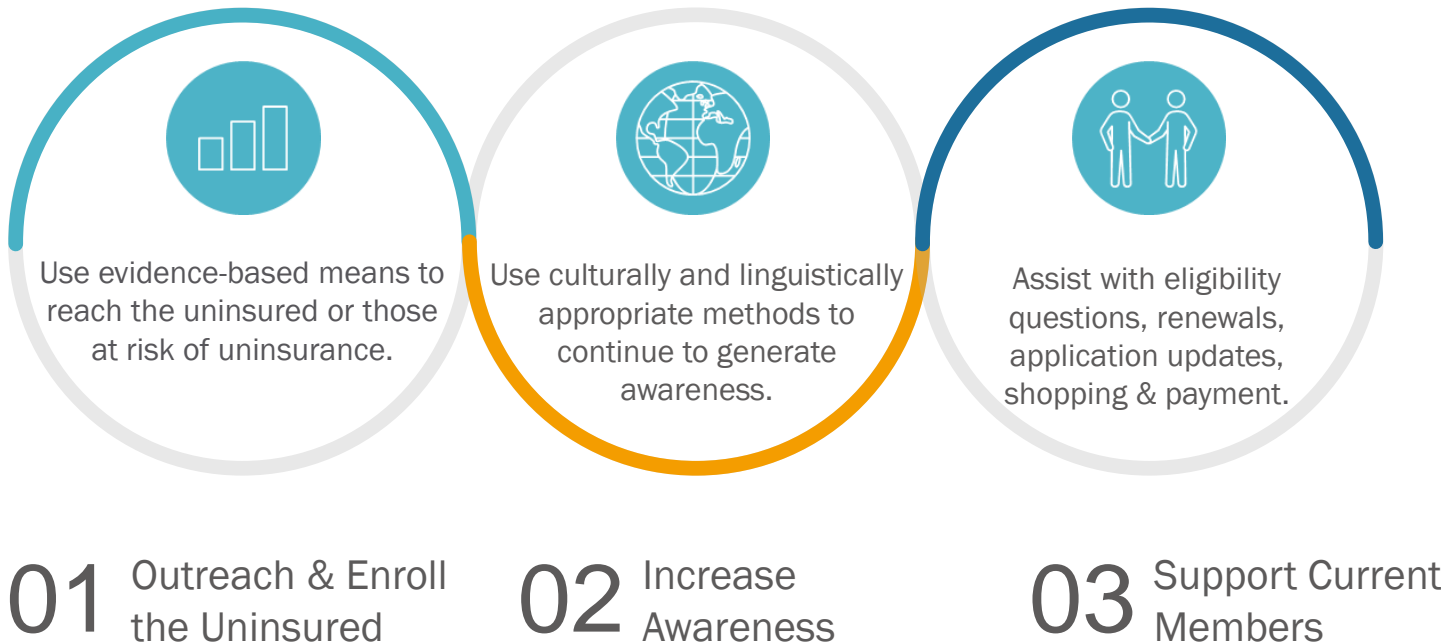 Use evidence-based means to
reach the uninsured or those
at risk of uninsurance.
Use culturally and linguistically
appropriate methods to
continue to generate
awareness.
Assist with eligibility
questions, renewals,
application updates,
shopping & payment.
01 Outreach & Enroll
the Uninsured
02 Increase
Awareness
03 Support Current
Members